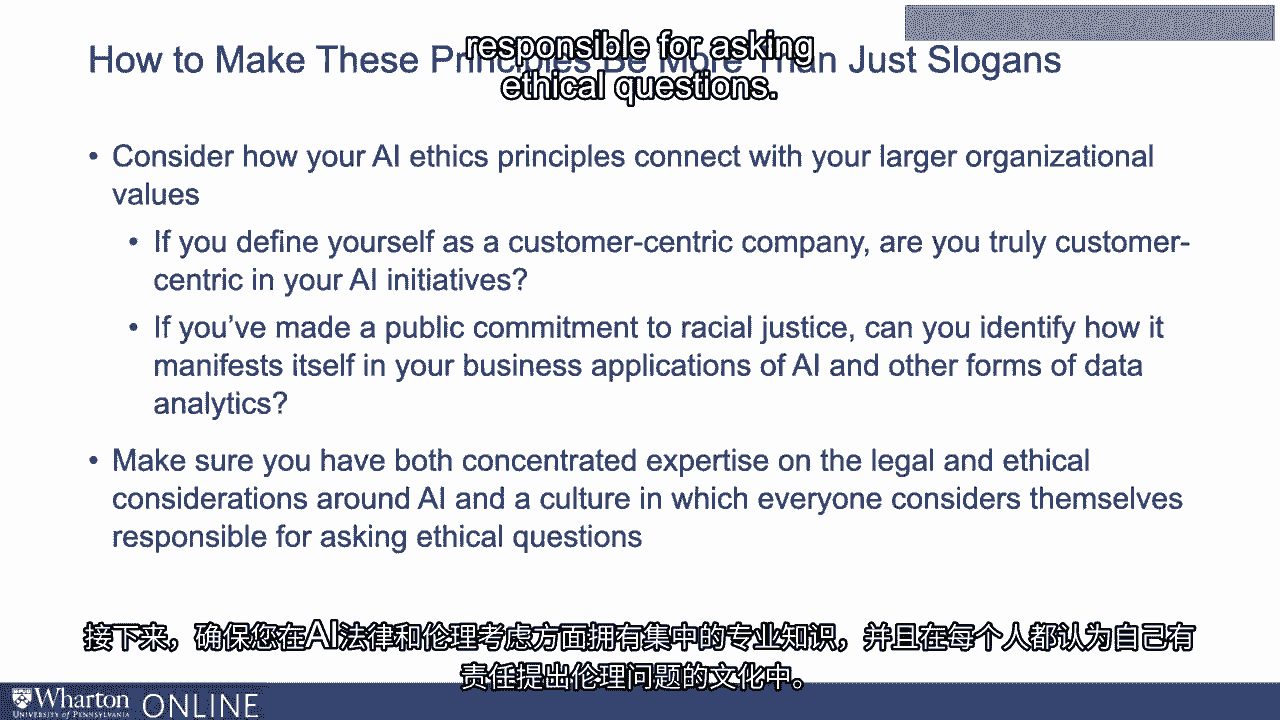 responsible for asking
ethical questions.
How to Make These Principles Be More Than Just Slogans
• Consider how your AI ethics principles connect with your larger organizational
values
• If you define yourself as a customer-centric company, are you truly customer-
centric in your AI initiatives?
• If you’ve made a public commitment to racial justice, can you identify how it
manifests itself in your business applications of AI and other forms of data
analytics?
• Make sure you have both concentrated expertise on the legal and ethical
considerations around AI and a culture in which everyone considers themselves
responsible for asking ethical questions
接下来，确保您在AI法律和伦理考虑方面拥有集中的专业知识，并且在每个人都认为自己有
责任提出伦理问题的文化中。
Wharton ONLINE
UNIVERSITY of PENNSYLVANIA